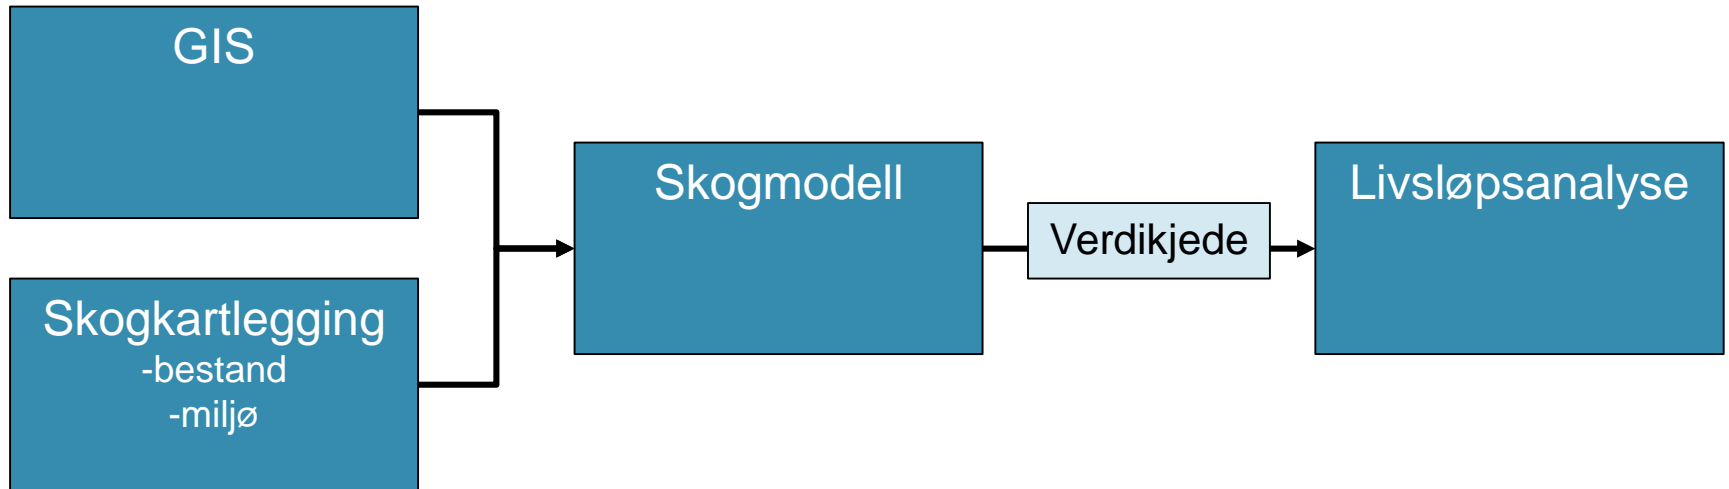 GIS
Skogkartlegging
-bestand
-miljø
Skogmodell
Verdikjede
Livsløpsanalyse